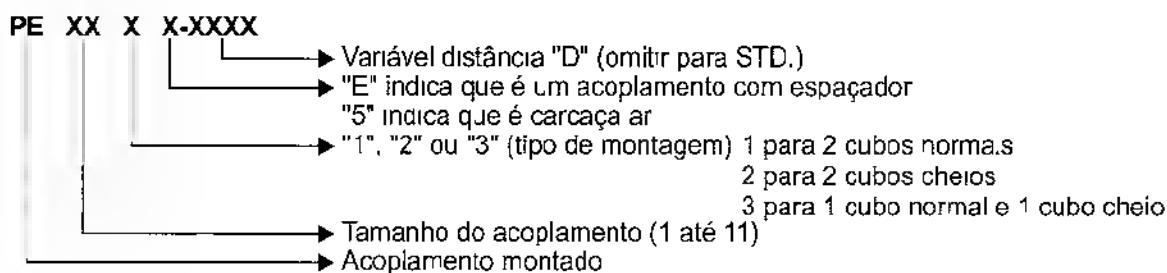 PE XX X X-XXXX
Variável distância "D" (omitir para STD.)
"E" indica que é um acoplamento com espaçador
"5" indica que é carcaça ar
"1", "2" ou "3" (tipo de montagem) 1 para 2 cubos normais
2 para 2 cubos cheios
3 para 1 cubo normal e 1 cubo cheio
Tamanho do acoplamento (1 até 11)
Acoplamento montado